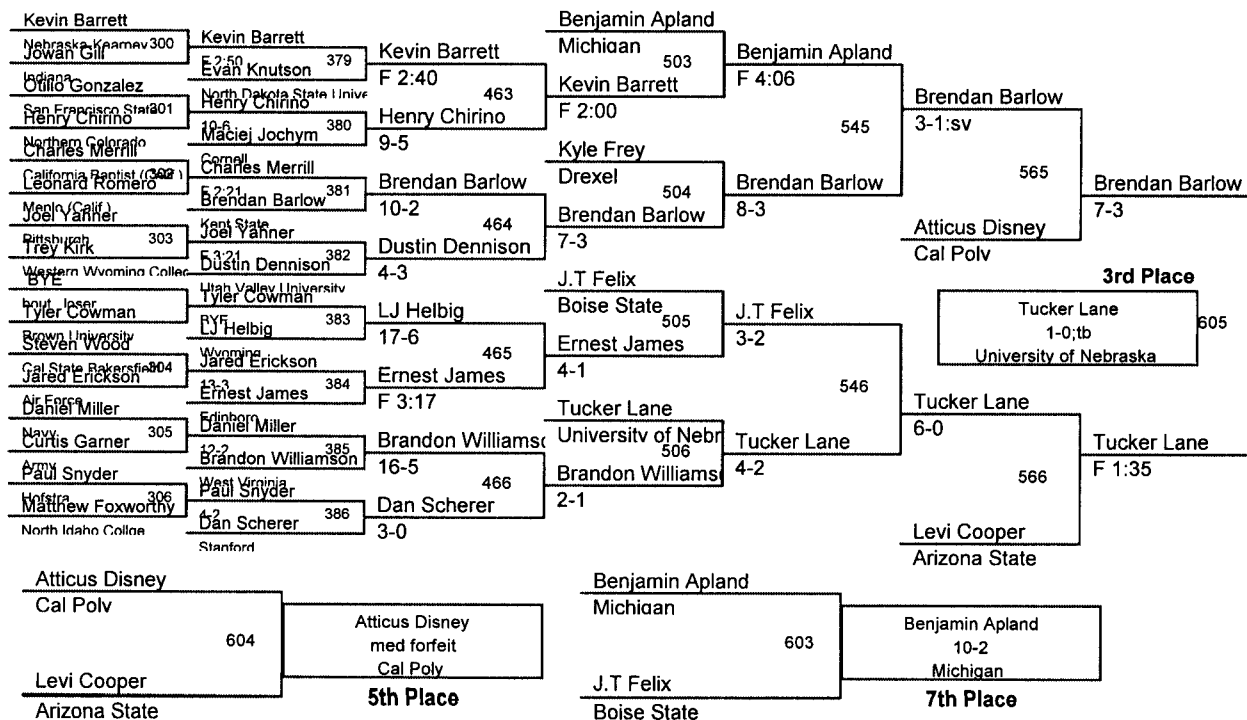 Kevin Barrett
Nebraska-Kearney 300
Jowan Gill
Indiana
Otilio Gonzalez
San Francisco State 301
Henry Chirino
Northern Colorado
Charles Merrill
California Baptist (Calif.) 302
Leonard Romero
Menlo (Calif.)
Joel Yahner
Pittsburgh 303
Trey Kirk
Western Wyoming Colleg
BYE
bout loser
Tyler Cowman
Brown University
Steven Wood
Cal State Bakersfield 304
Jared Erickson
Air Force
Daniel Miller
Navy 305
Curtis Garner
Army
Paul Snyder
Hofstra 306
Matthew Foxworthy
North Idaho Collge
Kevin Barrett
F 2:50 379
Evan Knutson
North Dakota State Unive
Henry Chirino
10-6 380
Maciej Jochym
Cornell
Charles Merrill
F 2:21 381
Brendan Barlow
Kent State
Joel Yahner
F 3:21 382
Dustin Dennison
Utah Valley University
Tyler Cowman
BYE 383
LJ Helbig
Wyoming
Jared Erickson
13-3 384
Ernest James
Edinboro
Daniel Miller
12-2 385
Brandon Williamson
West Virginia
Paul Snyder
4-2 386
Dan Scherer
Stanford
Kevin Barrett
F 2:40
463
Henry Chirino
9-5
Brendan Barlow
10-2
464
Dustin Dennison
4-3
LJ Helbig
17-6
465
Ernest James
F 3:17
Brandon Williamso
16-5
466
Dan Scherer
3-0
Benjamin Apland
Michigan
503
Kevin Barrett
F 2:00
Kyle Frey
Drexel
504
Brendan Barlow
7-3
J.T Felix
Boise State
505
Ernest James
4-1
Tucker Lane
University of Nebr
506
Brandon Williams
2-1
Benjamin Apland
F 4:06
545
Brendan Barlow
8-3
J.T Felix
3-2
546
Tucker Lane
4-2
Brendan Barlow
3-1:sv
565
Atticus Disney
Cal Poly
Tucker Lane
6-0
566
Levi Cooper
Arizona State
Brendan Barlow
7-3
3rd Place
Tucker Lane
1-0;tb
University of Nebraska
605
Tucker Lane
F 1:35
Atticus Disney
Cal Poly
604
Levi Cooper
Arizona State
Atticus Disney
med forfeit
Cal Poly
5th Place
Benjamin Apland
Michigan
603
J.T Felix
Boise State
Benjamin Apland
10-2
Michigan
7th Place